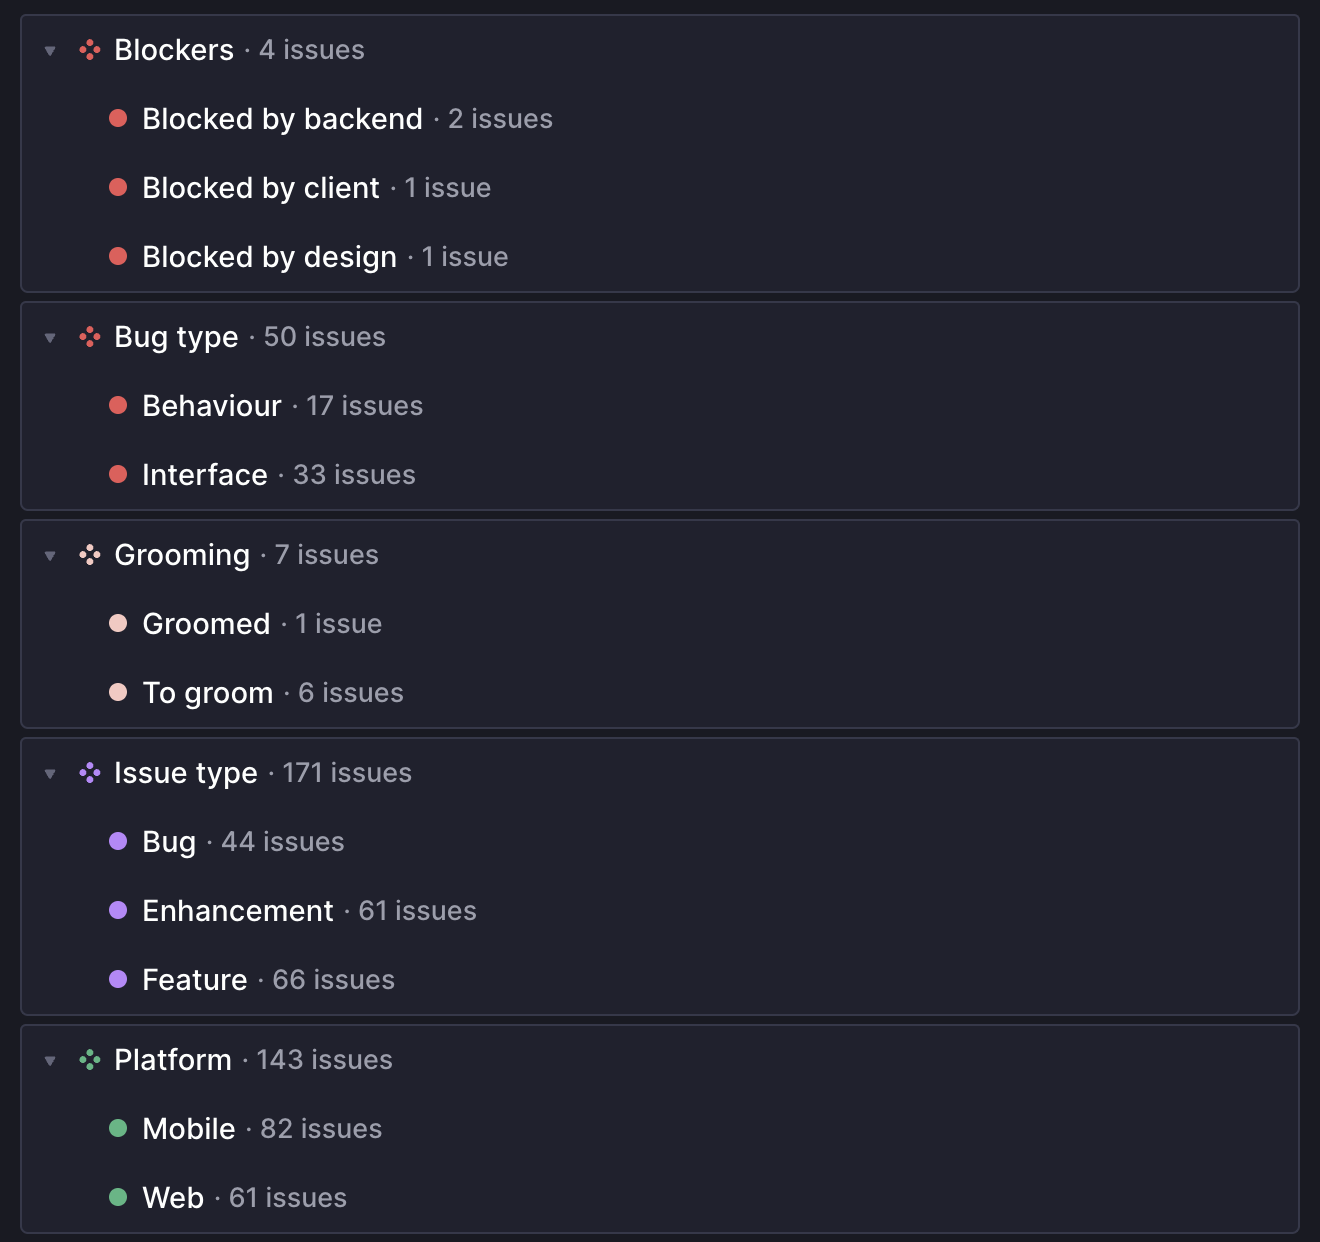 Blockers · 4 issues
Blocked by backend · 2 issues
Blocked by client · 1 issue
Blocked by design · 1 issue
Bug type · 50 issues
Behaviour · 17 issues
Interface · 33 issues
Grooming · 7 issues
Groomed · 1 issue
To groom · 6 issues
Issue type · 171 issues
Bug · 44 issues
Enhancement · 61 issues
Feature · 66 issues
Platform · 143 issues
Mobile · 82 issues
Web · 61 issues